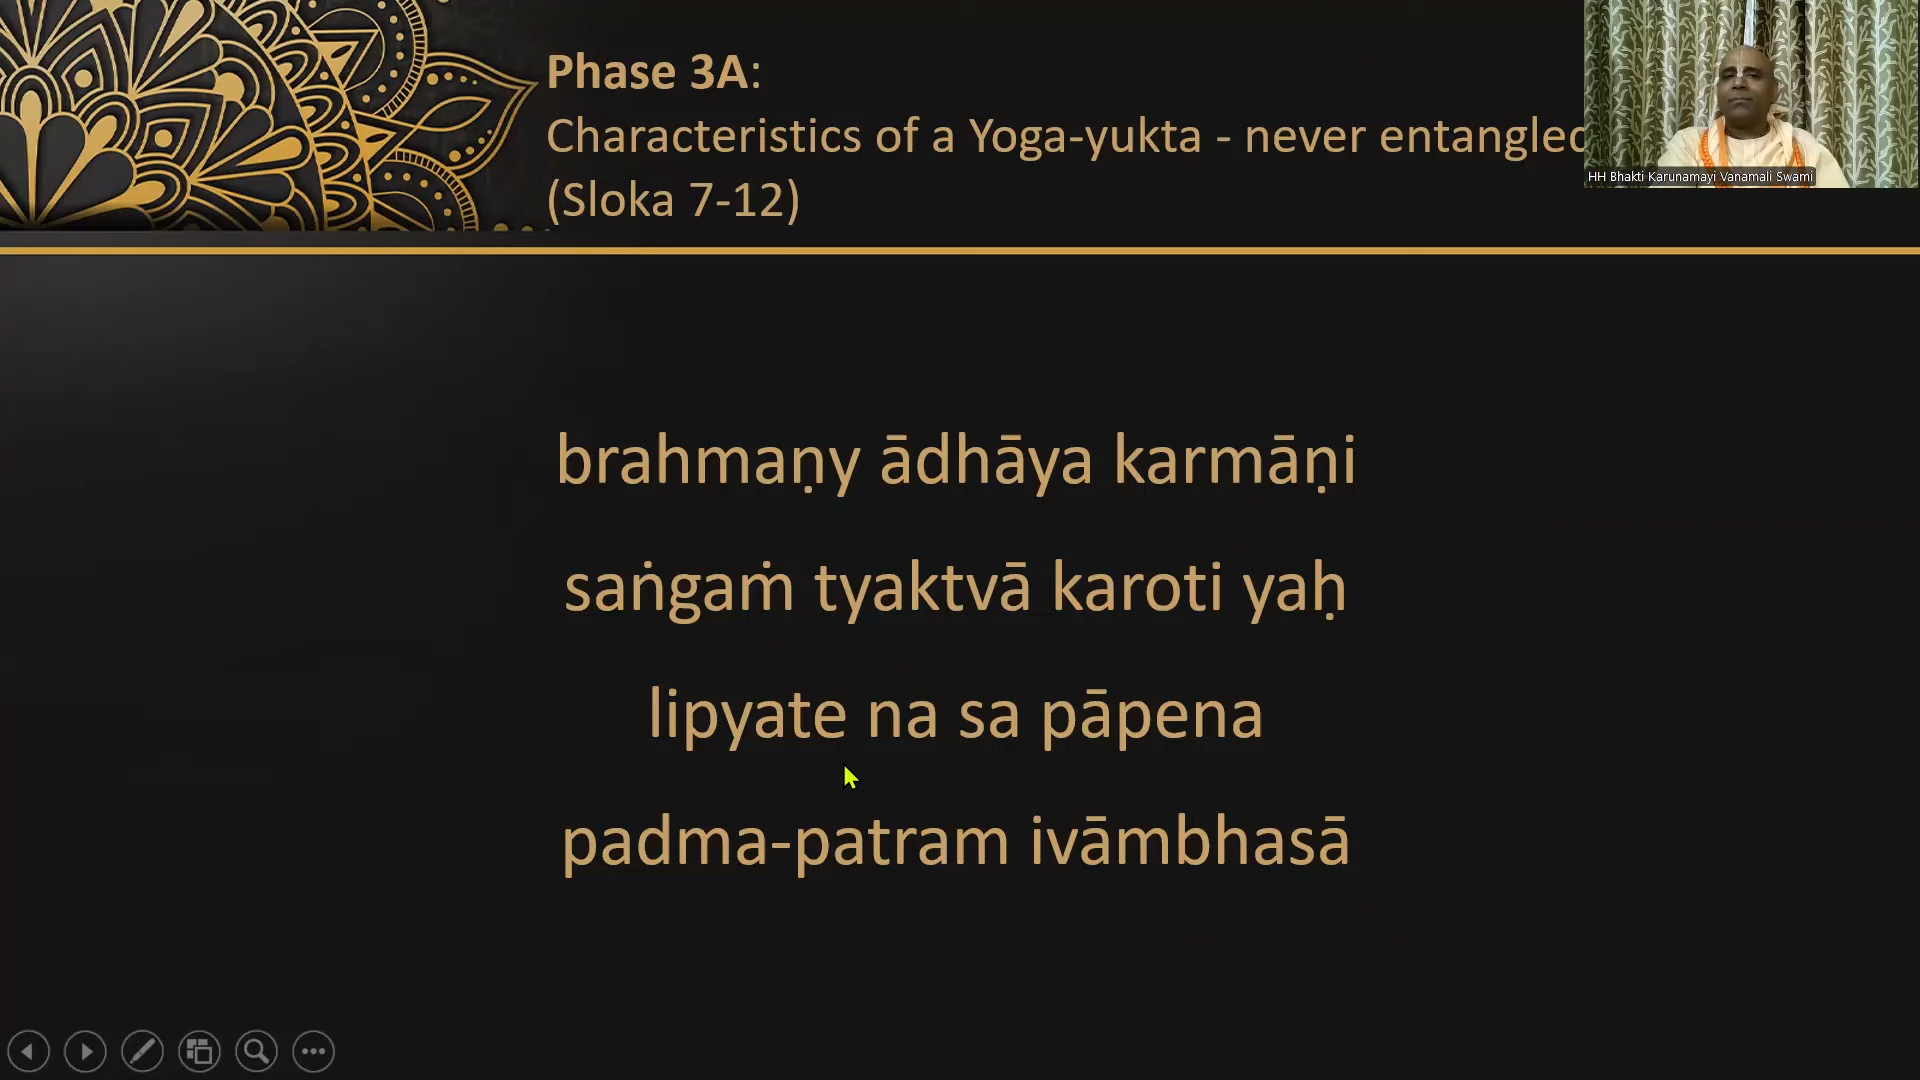 Phase 3A:
Characteristics of a Yoga-yukta - never entangled
(Sloka 7-12)
HH Bhakti Karunamayi Vanamali Swami
brahmaṇy ādhāya karmāṇi
saṅgaṁ tyaktvā karoti yaḥ
lipyate na sa pāpena
padma-patram ivāmbhasā